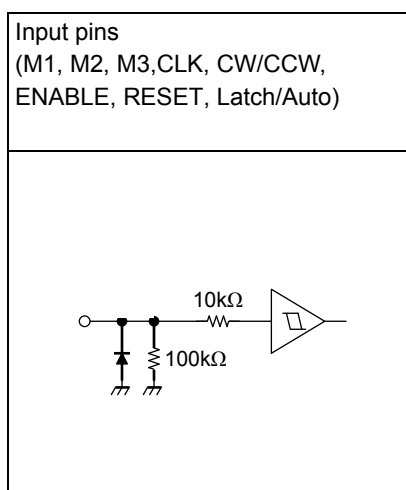 Input pins
(M1, M2, M3,CLK, CW/CCW,
ENABLE, RESET, Latch/Auto)
10kΩ
100kΩ